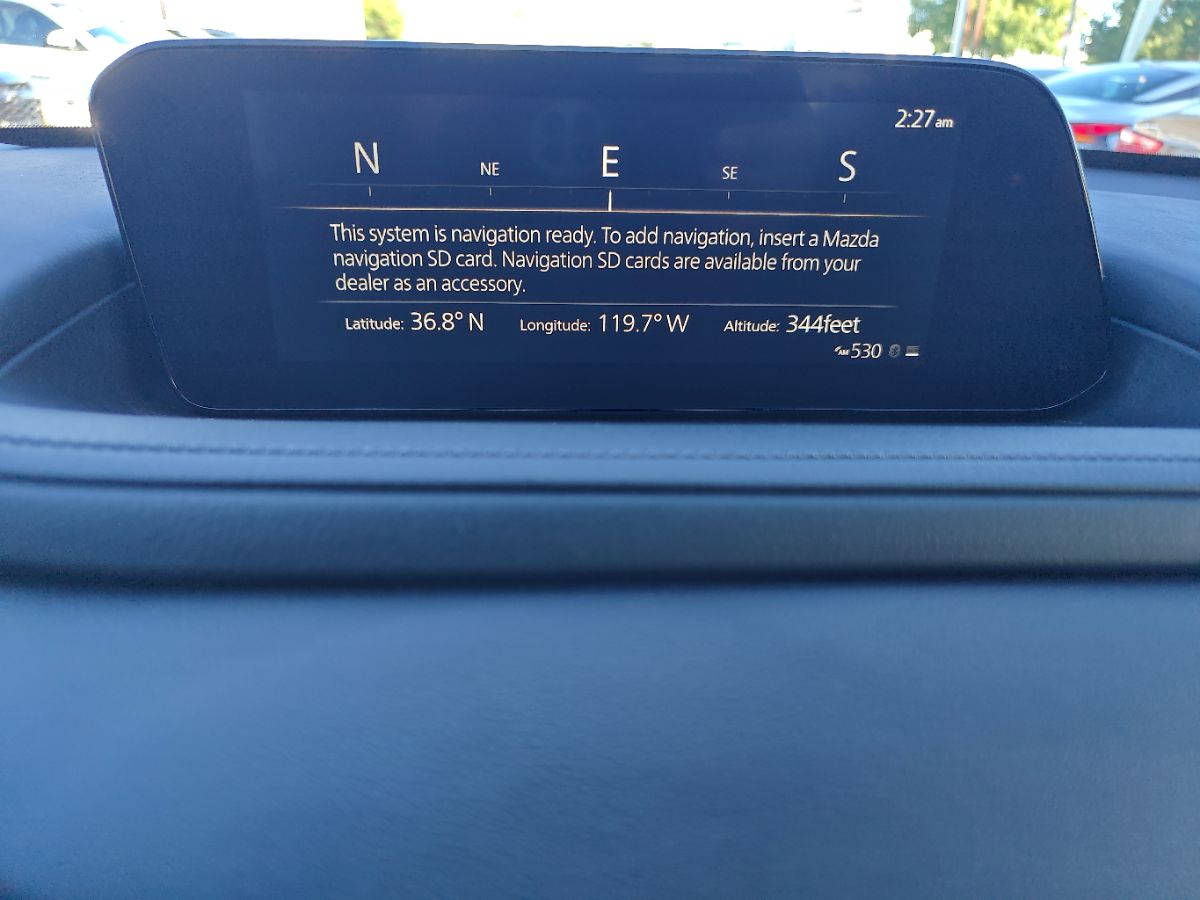 2:27am
N NE E SE S
This system is navigation ready. To add navigation, insert a Mazda
navigation SD card. Navigation SD cards are available from your
dealer as an accessory.
Latitude: 36.8° N Longitude: 119.7° W Altitude: 344feet
AM 530